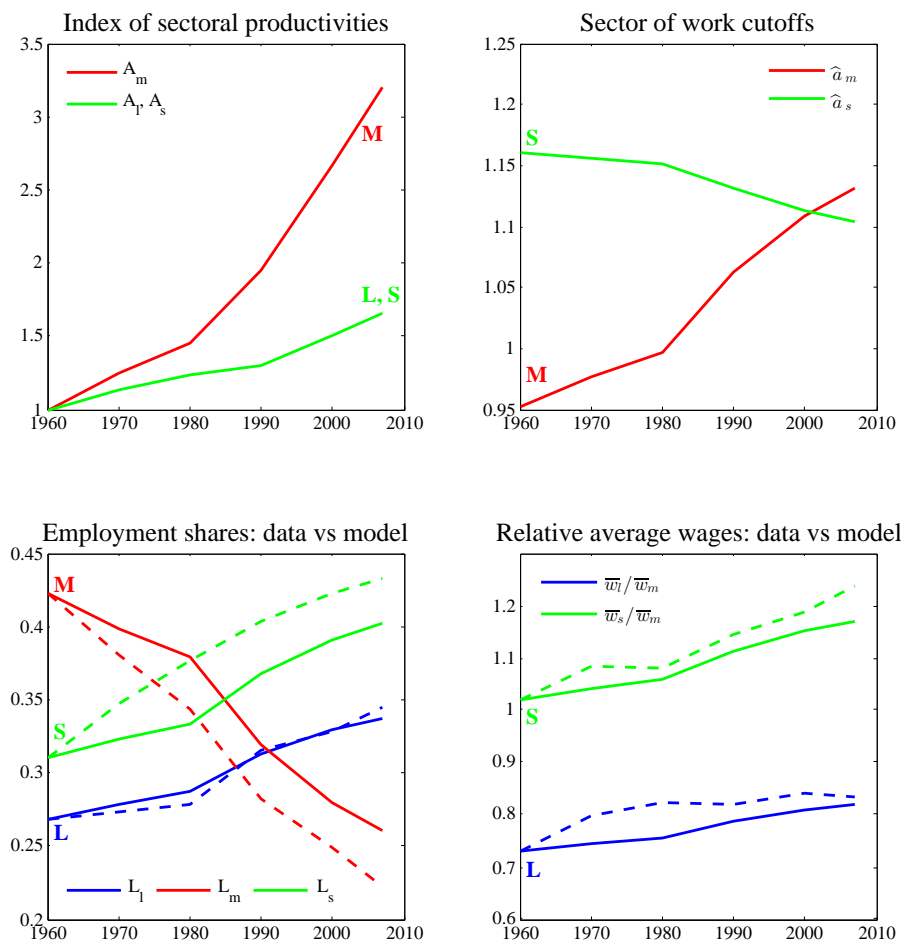 Index of sectoral productivities
3.5
3
2.5
2
1.5
1
A_m
A_l, A_s
M
L, S
1960 1970 1980 1990 2000 2010
Sector of work cutoffs
1.25
1.2
1.15
1.1
1.05
1
0.95
â_m
â_s
S
M
1960 1970 1980 1990 2000 2010
Employment shares: data vs model
0.45
0.4
0.35
0.3
0.25
0.2
M
S
L
L_l L_m L_s
1960 1970 1980 1990 2000 2010
Relative average wages: data vs model
1.2
1.1
1
0.9
0.8
0.7
0.6
w̅_l/w̅_m
w̅_s/w̅_m
S
L
1960 1970 1980 1990 2000 2010